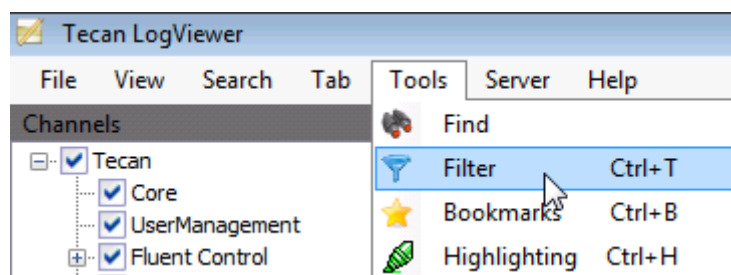 Tecan LogViewer
File View Search Tab Tools Server Help
Channels
Find
Tecan
Filter Ctrl+T
Core
Bookmarks Ctrl+B
UserManagement
Fluent Control
Highlighting Ctrl+H